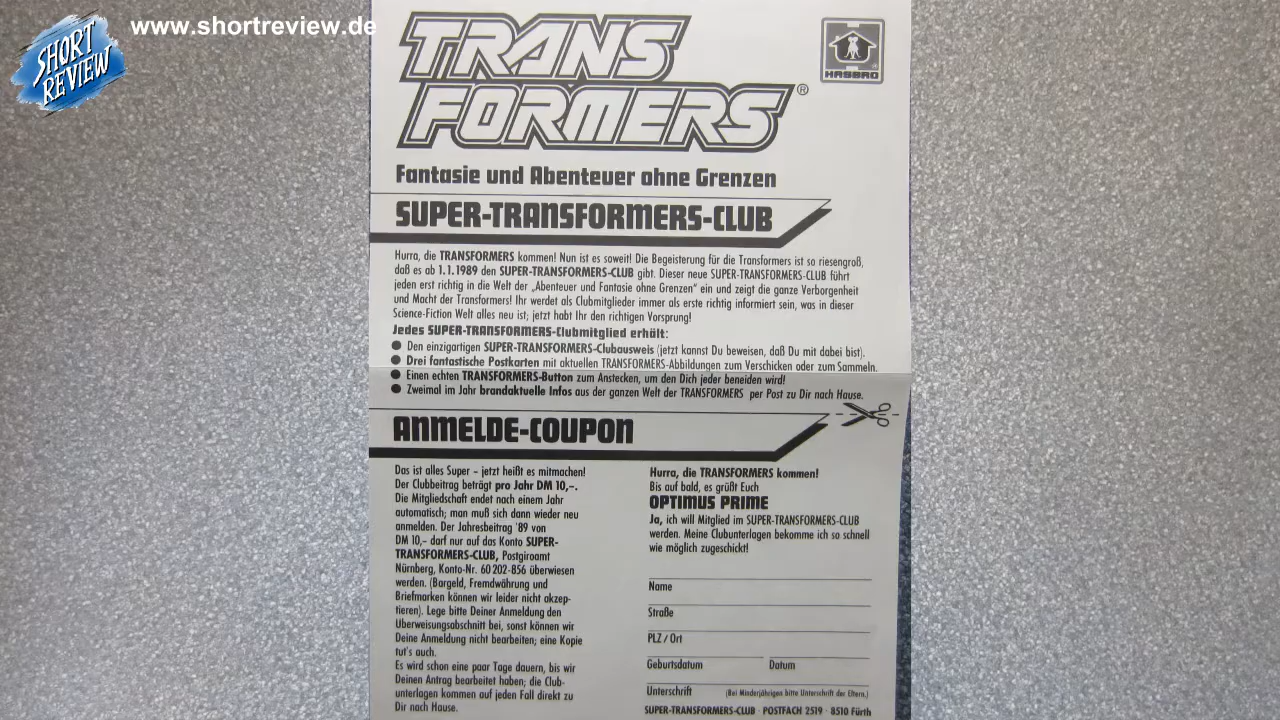 www.shortreview.de
SHORT
REVIEW
TRANS
FORMERS®
HASBRO
Fantasie und Abenteuer ohne Grenzen
SUPER-TRANSFORMERS-CLUB
Hurra, die TRANSFORMERS kommen! Nun ist es soweit! Die Begeisterung für die Transformers ist so riesengroß,
daß es ab 1.1.1989 den SUPER-TRANSFORMERS-CLUB gibt. Dieser neue SUPER-TRANSFORMERS-CLUB führt
jeden erst richtig in die Welt der „Abenteuer und Fantasie ohne Grenzen“ ein und zeigt die ganze Verborgenheit
und Macht der Transformers! Ihr werdet als Clubmitglieder immer als erste richtig informiert sein, was in dieser
Science-Fiction Welt alles neu ist; jetzt habt Ihr den richtigen Vorsprung!
Jedes SUPER-TRANSFORMERS-Clubmitglied erhält:
● Den einzigartigen SUPER-TRANSFORMERS-Clubausweis (jetzt kannst Du beweisen, daß Du mit dabei bist).
● Drei fantastische Postkarten mit aktuellen TRANSFORMERS-Abbildungen zum Verschicken oder zum Sammeln.
● Einen echten TRANSFORMERS-Button zum Anstecken, um den Dich jeder beneiden wird!
● Zweimal im Jahr brandaktuelle Infos aus der ganzen Welt der TRANSFORMERS per Post zu Dir nach Hause.
ANMELDE-COUPON
Das ist alles Super – jetzt heißt es mitmachen!
Der Clubbeitrag beträgt pro Jahr DM 10,–.
Die Mitgliedschaft endet nach einem Jahr
automatisch; man muß sich dann wieder neu
anmelden. Der Jahresbeitrag '89 von
DM 10,– darf nur auf das Konto SUPER-
TRANSFORMERS-CLUB, Postgiroamt
Nürnberg, Konto-Nr. 60 202-856 überwiesen
werden. (Bargeld, Fremdwährung und
Briefmarken können wir leider nicht akzep-
tieren). Lege bitte Deiner Anmeldung den
Überweisungsabschnitt bei, sonst können wir
Deine Anmeldung nicht bearbeiten; eine Kopie
tut's auch.
Es wird schon eine paar Tage dauern, bis wir
Deinen Antrag bearbeitet haben; die Club-
unterlagen kommen auf jeden Fall direkt zu
Dir nach Hause.
Hurra, die TRANSFORMERS kommen!
Bis auf bald, es grüßt Euch
OPTIMUS PRIME
Ja, ich will Mitglied im SUPER-TRANSFORMERS-CLUB
werden. Meine Clubunterlagen bekomme ich so schnell
wie möglich zugeschickt!
Name
Straße
PLZ / Ort
Geburtsdatum Datum
Unterschrift (Bei Minderjährigen bitte Unterschrift der Eltern.)
SUPER-TRANSFORMERS-CLUB · POSTFACH 2519 · 8510 Fürth